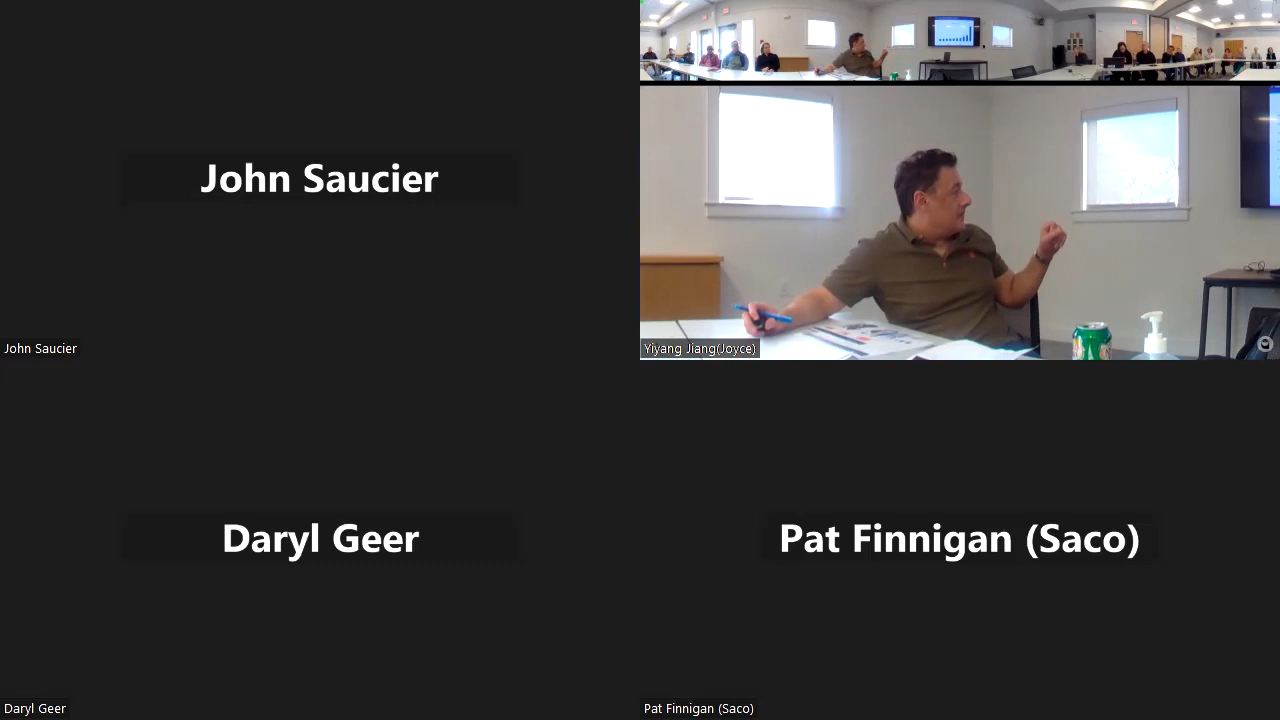 John Saucier
John Saucier
Yiyang Jiang(Joyce)
Daryl Geer
Pat Finnigan (Saco)
Daryl Geer
Pat Finnigan (Saco)